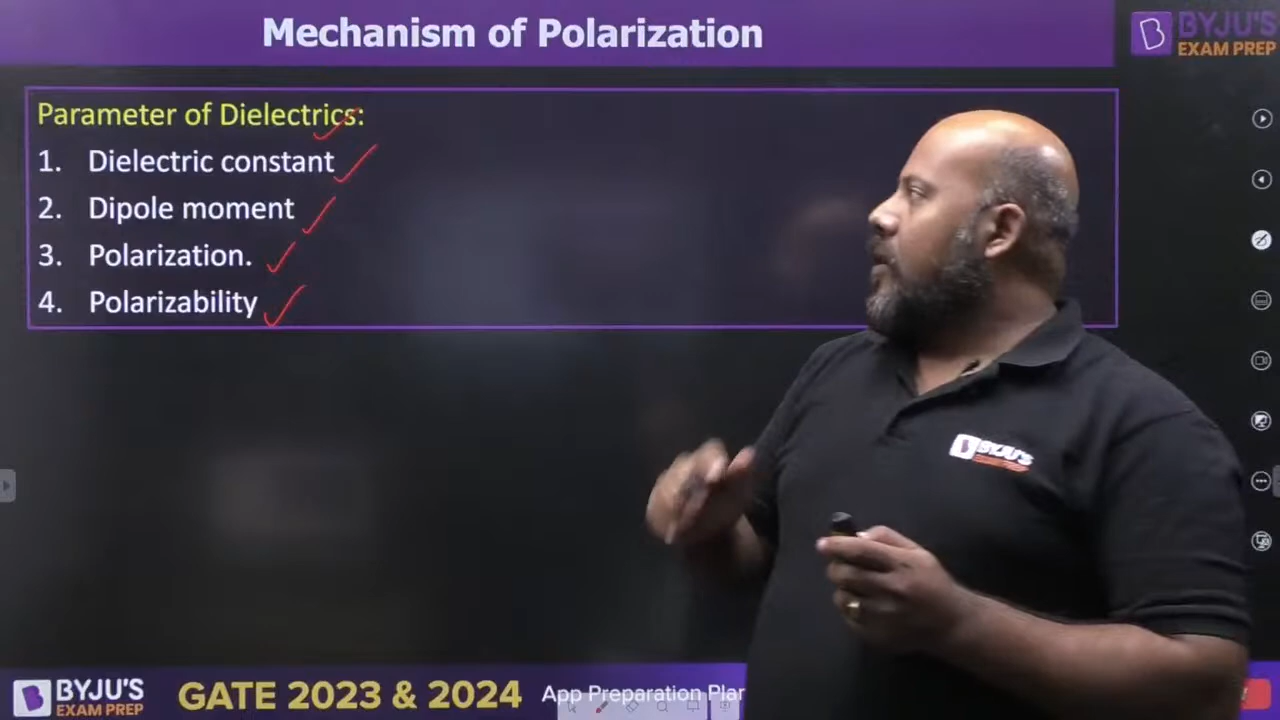 Mechanism of Polarization
BYJU'S
EXAM PREP
Parameter of Dielectrics:
1. Dielectric constant
2. Dipole moment
3. Polarization.
4. Polarizability
BYJU'S
BYJU'S
EXAM PREP
GATE 2023 & 2024
App Preparation